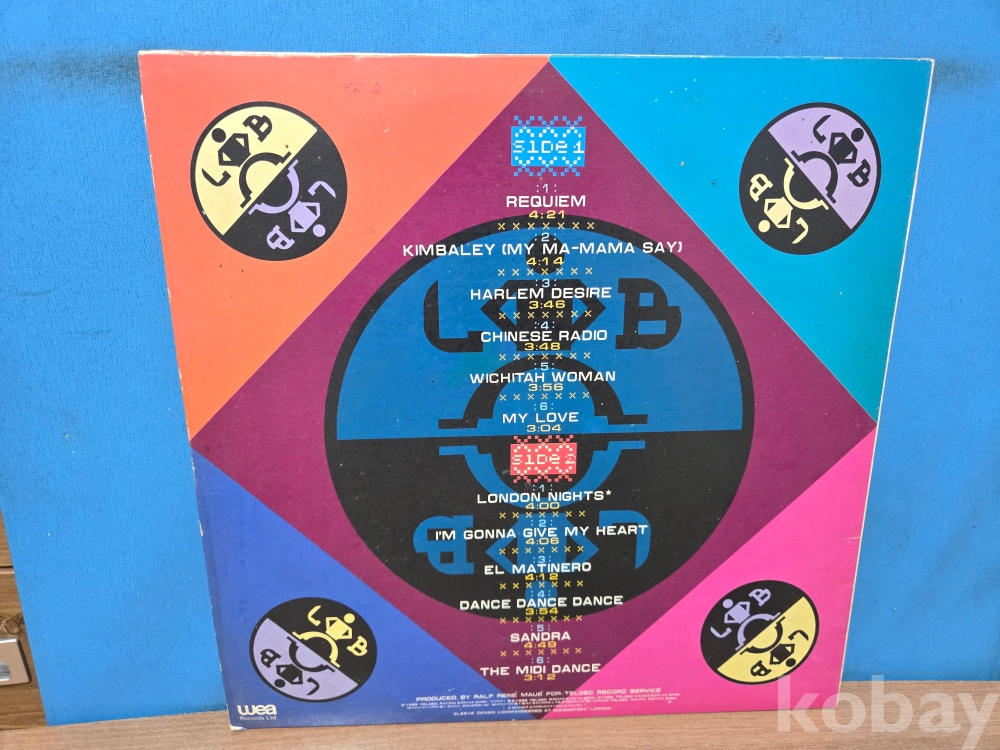 L B
L B
side 1
:1:
REQUIEM
4:21
:2:
KIMBALEY (MY MA-MAMA SAY)
4:14
:3:
HARLEM DESIRE
3:46
:4:
CHINESE RADIO
3:48
:5:
WICHITAH WOMAN
3:56
:6:
MY LOVE
3:04
side 2
:1:
LONDON NIGHTS*
4:00
:2:
I'M GONNA GIVE MY HEART
4:06
:3:
EL MATINERO
4:12
:4:
DANCE DANCE DANCE
3:54
:5:
SANDRA
4:49
:6:
THE MIDI DANCE
3:12
PRODUCED BY RALF RENÉ MAUÉ FOR TELDEC RECORD SERVICE
wea
Records Ltd.
kobay